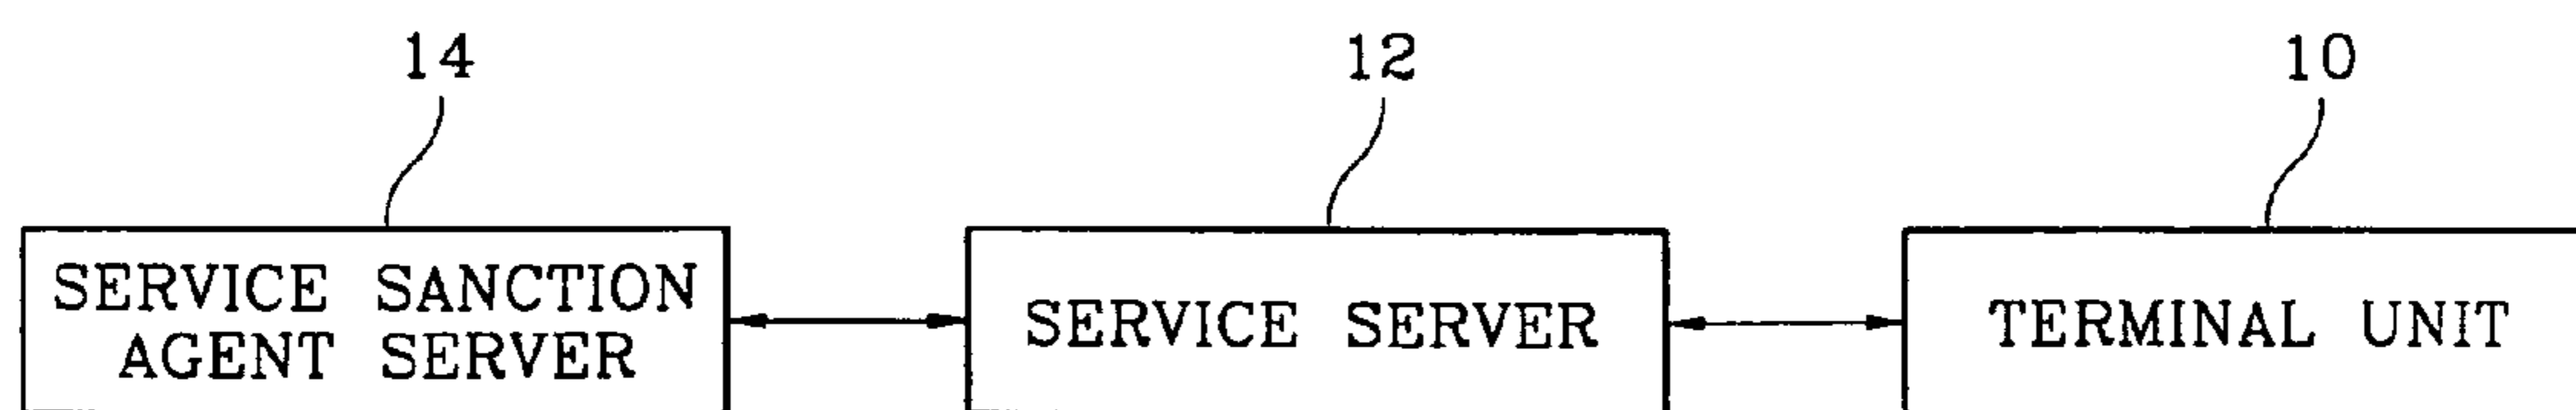 14
12
10
SERVICE SANCTION
AGENT SERVER
SERVICE SERVER
TERMINAL UNIT